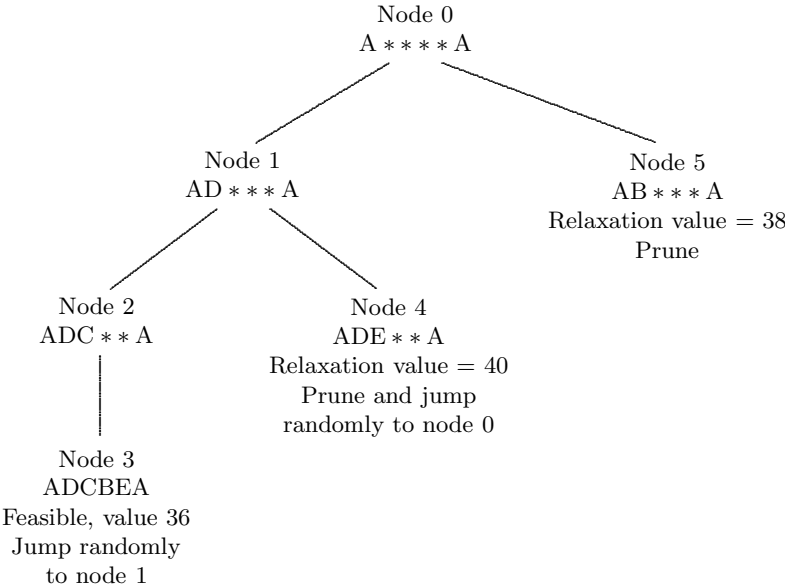 Node 0
A ∗ ∗ ∗ ∗ A
Node 1
AD ∗ ∗ ∗ A
Node 5
AB ∗ ∗ ∗ A
Relaxation value = 38
Prune
Node 2
ADC ∗ ∗ A
Node 4
ADE ∗ ∗ A
Relaxation value = 40
Prune and jump
randomly to node 0
Node 3
ADCBEA
Feasible, value 36
Jump randomly
to node 1